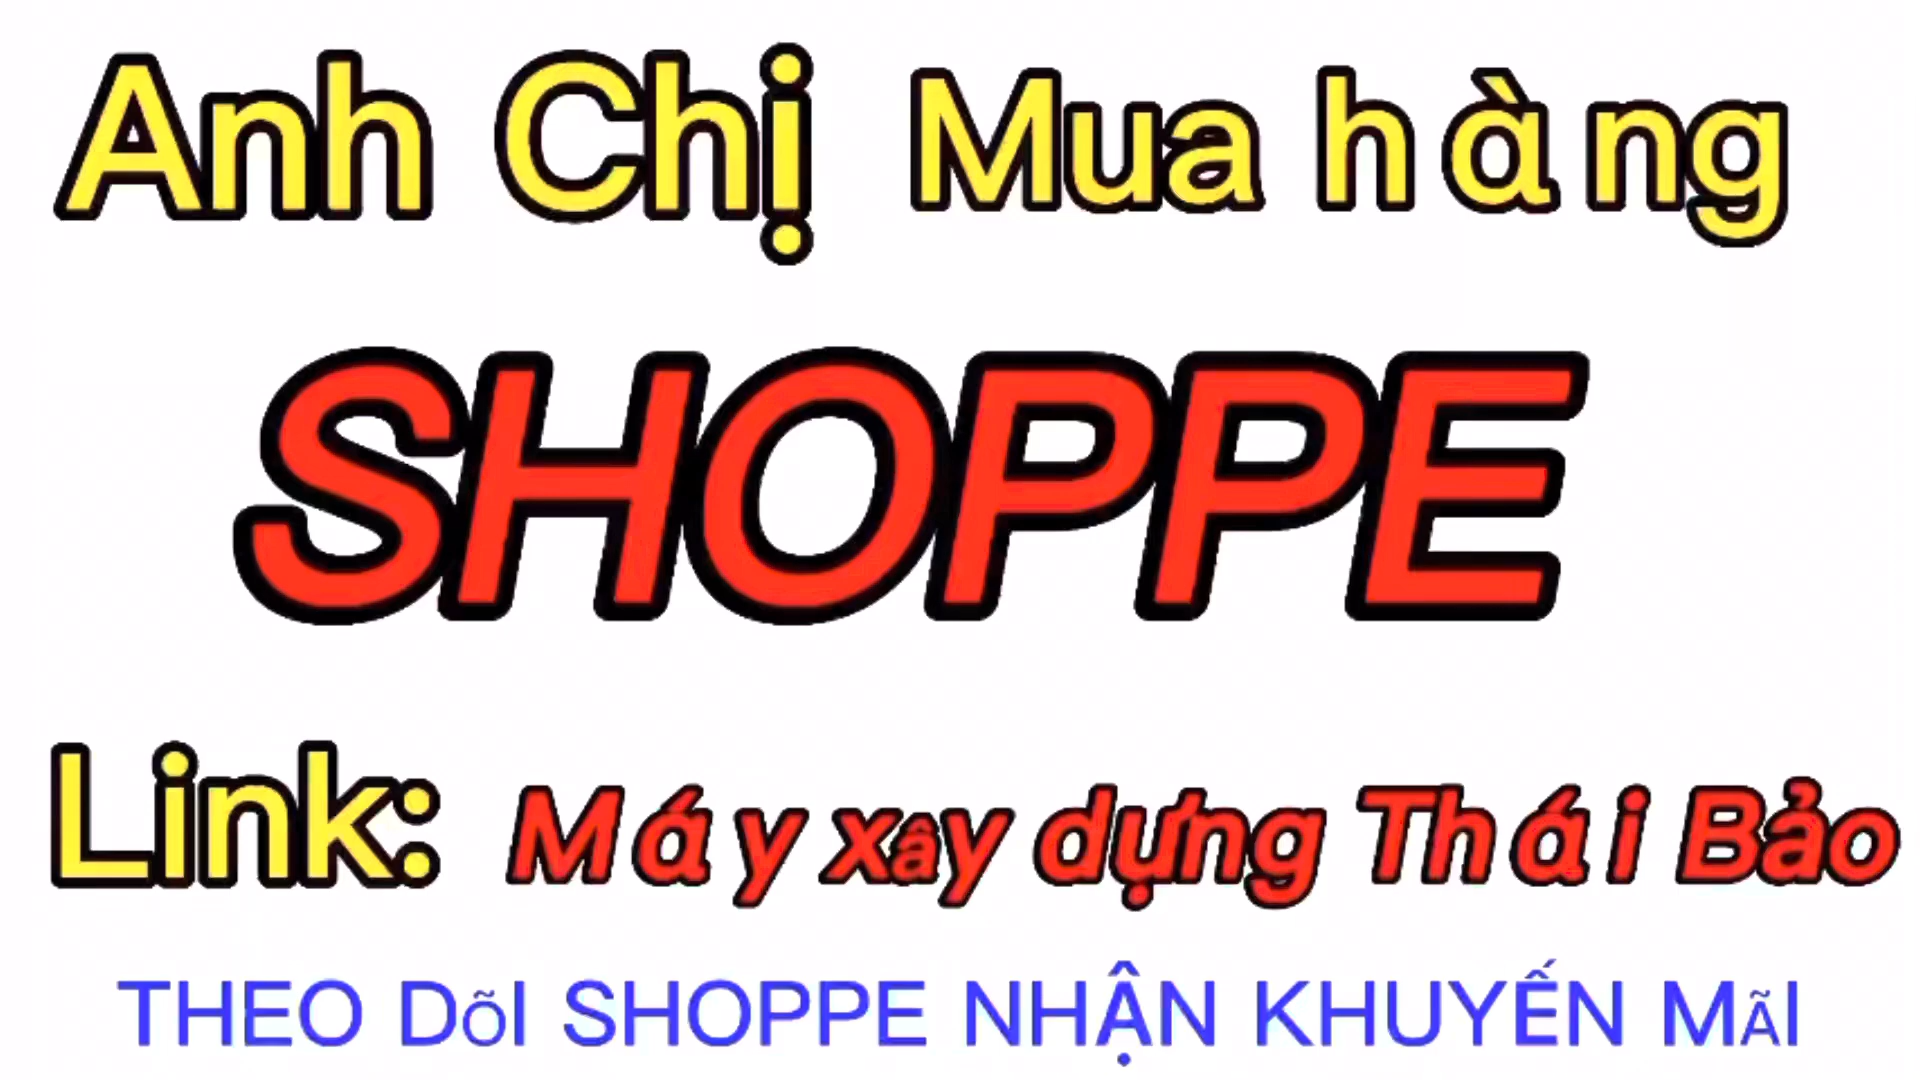 Anh Chị Mua hàng
SHOPPE
Link: Máy xây dựng Thái Bảo
THEO DõI SHOPPE NHẬN KHUYẾN MãI